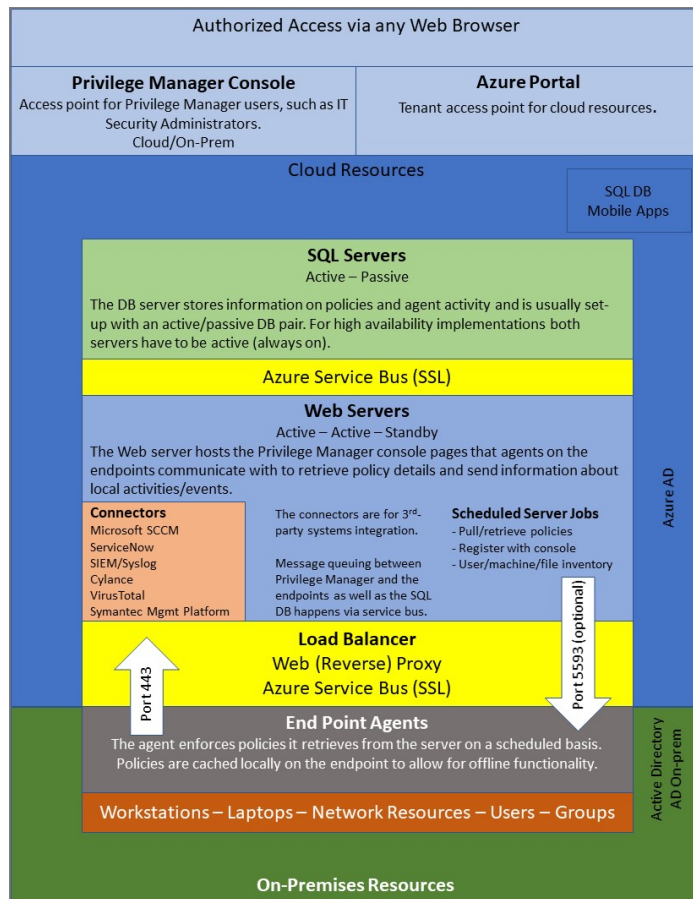 Authorized Access via any Web Browser
Privilege Manager Console
Access point for Privilege Manager users, such as IT
Security Administrators.
Cloud/On-Prem
Azure Portal
Tenant access point for cloud resources.
Cloud Resources
SQL DB
Mobile Apps
SQL Servers
Active – Passive
The DB server stores information on policies and agent activity and is usually set-
up with an active/passive DB pair. For high availability implementations both
servers have to be active (always on).
Azure Service Bus (SSL)
Web Servers
Active – Active – Standby
The Web server hosts the Privilege Manager console pages that agents on the
endpoints communicate with to retrieve policy details and send information about
local activities/events.
Connectors
Microsoft SCCM
ServiceNow
SIEM/Syslog
Cylance
VirusTotal
Symantec Mgmt Platform
The connectors are for 3rd-
party systems integration.
Message queuing between
Privilege Manager and the
endpoints as well as the SQL
DB happens via service bus.
Scheduled Server Jobs
- Pull/retrieve policies
- Register with console
- User/machine/file inventory
Azure AD
Load Balancer
Web (Reverse) Proxy
Azure Service Bus (SSL)
Port 443
Port 5593 (optional)
End Point Agents
The agent enforces policies it retrieves from the server on a scheduled basis.
Policies are cached locally on the endpoint to allow for offline functionality.
Workstations – Laptops – Network Resources – Users – Groups
Active Directory
AD On-prem
On-Premises Resources